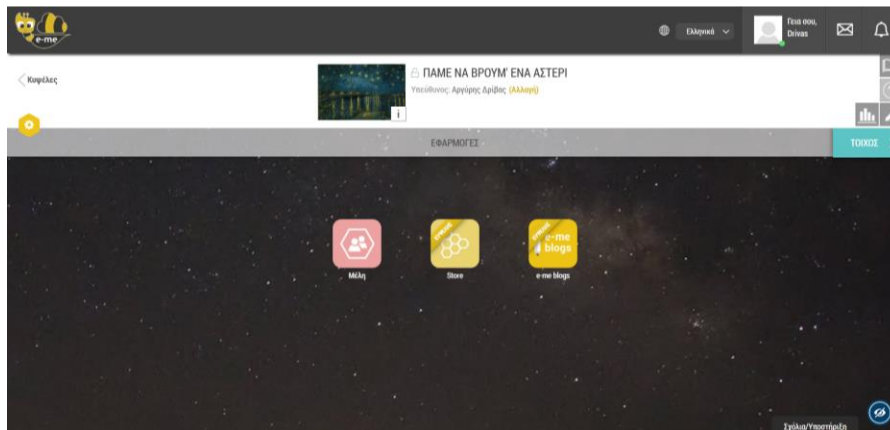 e-me
Ελληνικά
Γεια σου,
Drivas
Κυψέλες
ΠΑΜΕ ΝΑ ΒΡΟΥΜ' ΕΝΑ ΑΣΤΕΡΙ
Υπεύθυνος: Αργύρης Δρίβας (Αλλαγή)
i
ΕΦΑΡΜΟΓΕΣ
ΤΟΙΧΟΣ
e-me
blogs
Μέλη
Store
e-me blogs
Σχόλια/Υποστήριξη